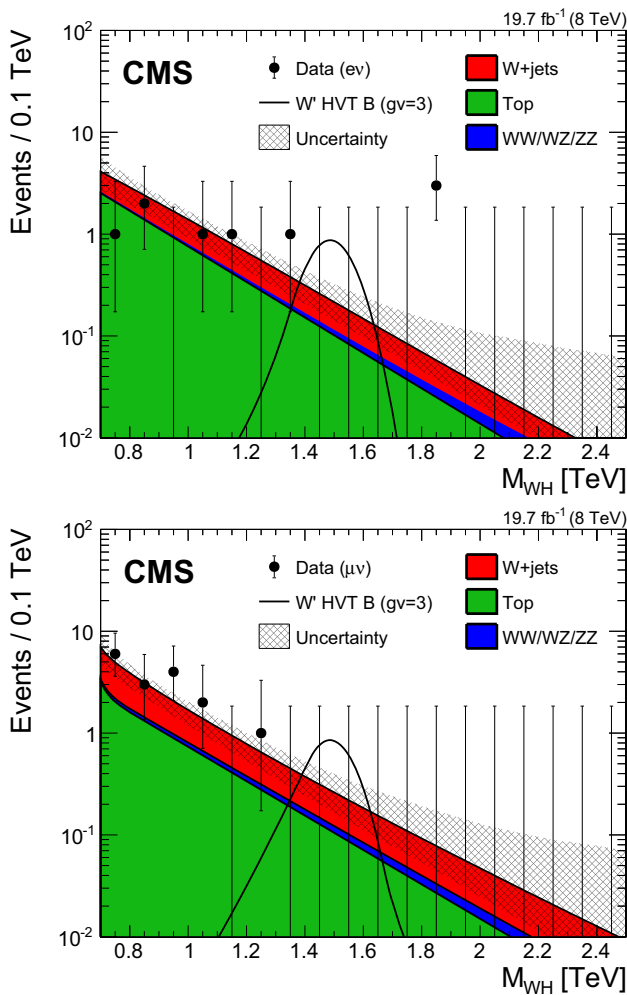 19.7 fb⁻¹ (8 TeV)
CMS
Data (eν)
W+jets
W' HVT B (gv=3)
Top
Uncertainty
WW/WZ/ZZ
Events / 0.1 TeV
10²
10
1
10⁻¹
10⁻²
0.8 1 1.2 1.4 1.6 1.8 2 2.2 2.4
M_WH [TeV]
19.7 fb⁻¹ (8 TeV)
CMS
Data (μν)
W+jets
W' HVT B (gv=3)
Top
Uncertainty
WW/WZ/ZZ
Events / 0.1 TeV
10²
10
1
10⁻¹
10⁻²
0.8 1 1.2 1.4 1.6 1.8 2 2.2 2.4
M_WH [TeV]